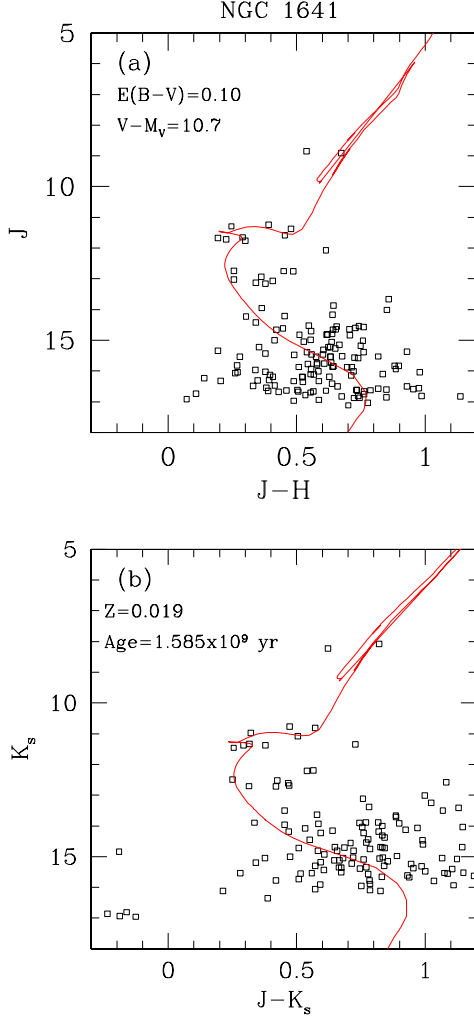 NGC 1641
5
(a)
E(B−V)=0.10
V−M_V=10.7
10
J
15
0
0.5
1
J−H
5
(b)
Z=0.019
Age=1.585x10⁹ yr
10
K_s
15
0
0.5
1
J−K_s